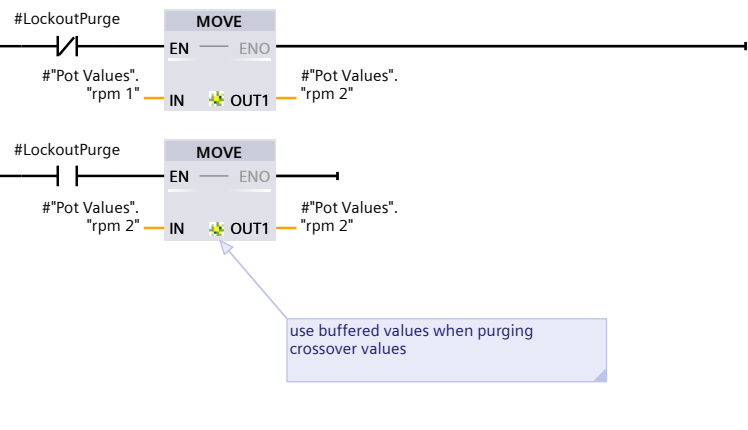 #LockoutPurge
MOVE
EN ENO
#"Pot Values". #"Pot Values".
"rpm 1" IN OUT1 "rpm 2"
#LockoutPurge
MOVE
EN ENO
#"Pot Values". #"Pot Values".
"rpm 2" IN OUT1 "rpm 2"
use buffered values when purging
crossover values